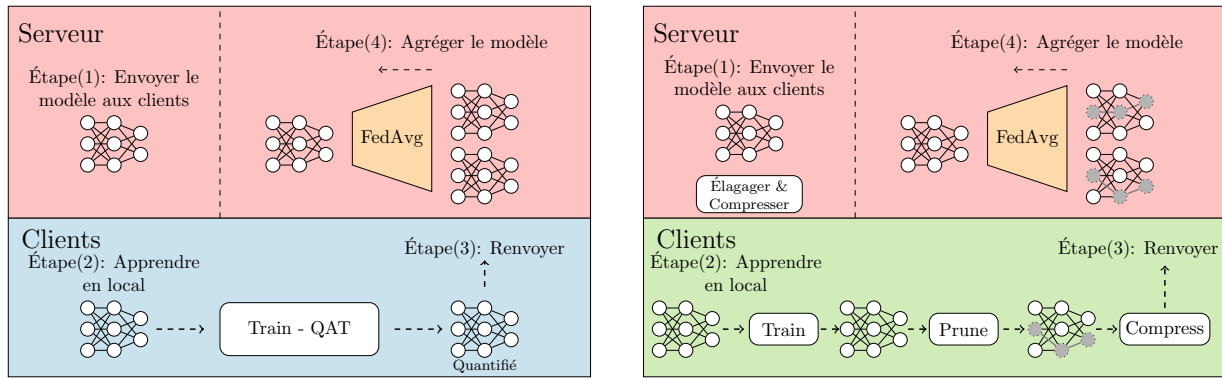 Serveur
Étape(4): Agréger le modèle
Étape(1): Envoyer le
modèle aux clients
FedAvg
Clients
Étape(3): Renvoyer
Étape(2): Apprendre
en local
Train - QAT
Quantifié
Serveur
Étape(4): Agréger le modèle
Étape(1): Envoyer le
modèle aux clients
FedAvg
Élagager &
Compresser
Clients
Étape(3): Renvoyer
Étape(2): Apprendre
en local
Train
Prune
Compress